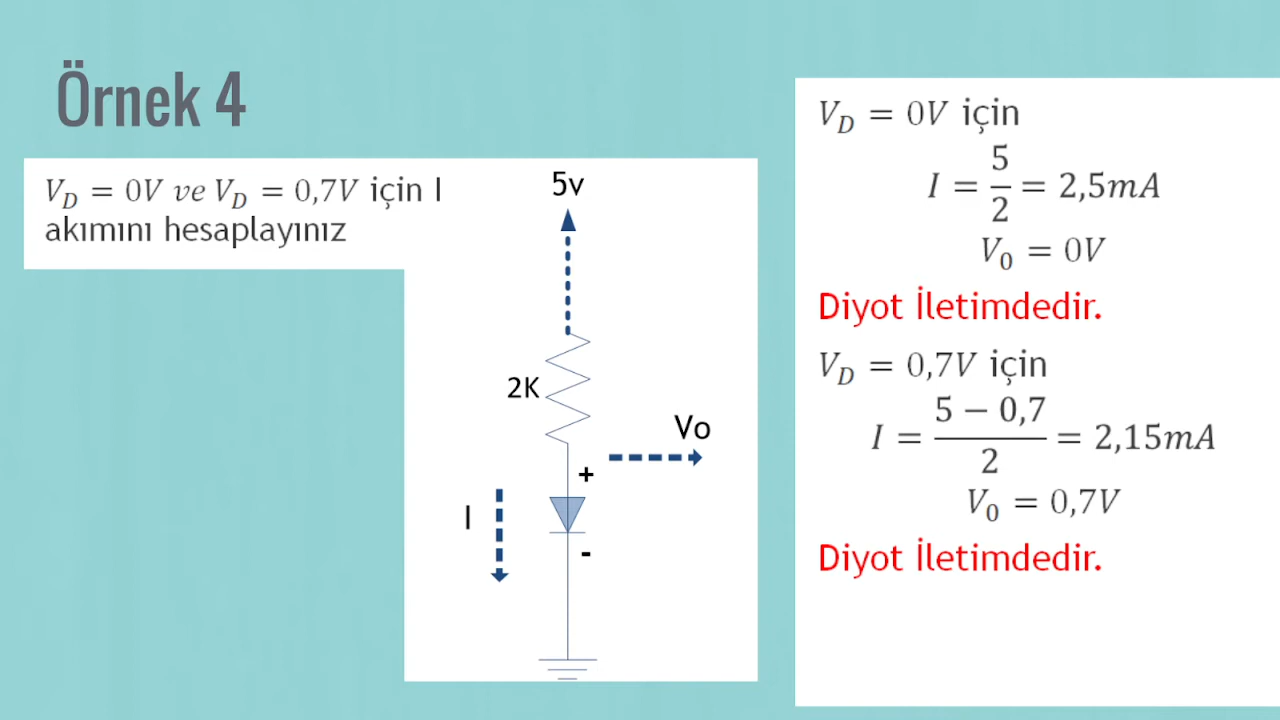 Örnek 4
V_D = 0V ve V_D = 0,7V için I
akımını hesaplayınız
5v
2K
Vo
+
I
-
V_D = 0V için
I = 5/2 = 2,5mA
V_0 = 0V
Diyot İletimdedir.
V_D = 0,7V için
I = (5 − 0,7)/2 = 2,15mA
V_0 = 0,7V
Diyot İletimdedir.